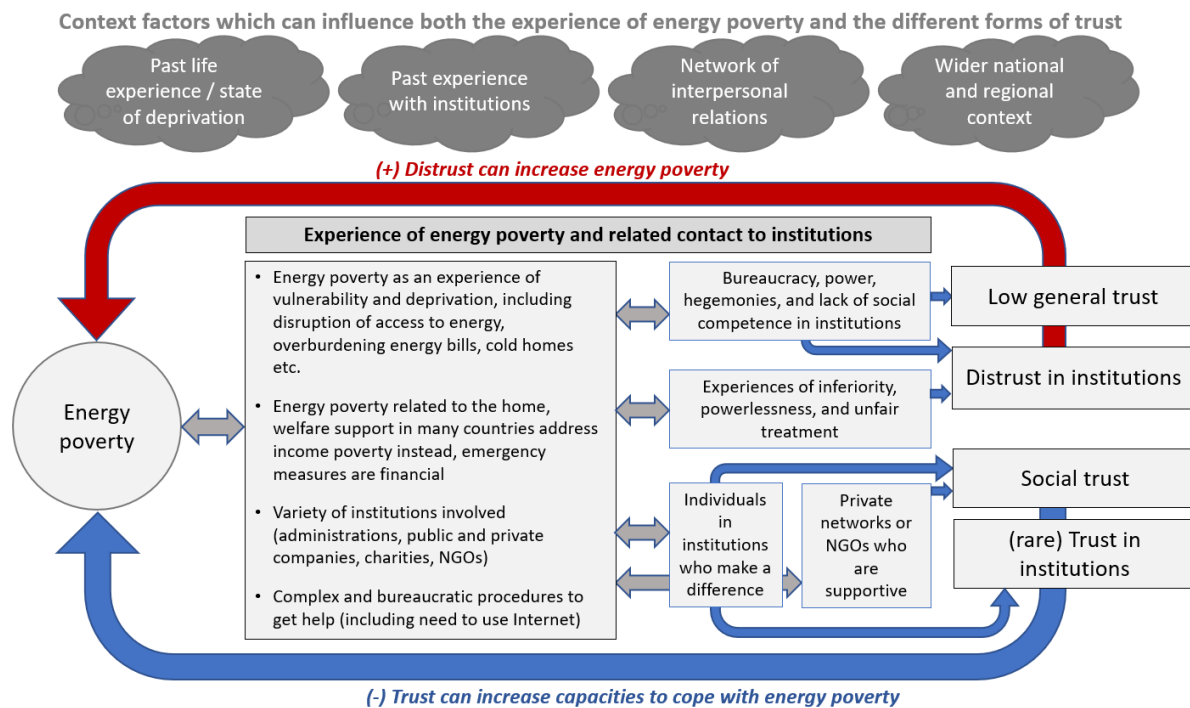 Context factors which can influence both the experience of energy poverty and the different forms of trust
Past life
experience / state
of deprivation
Past experience
with institutions
Network of
interpersonal
relations
Wider national
and regional
context
(+) Distrust can increase energy poverty
Experience of energy poverty and related contact to institutions
Energy
poverty
• Energy poverty as an experience of
vulnerability and deprivation, including
disruption of access to energy,
overburdening energy bills, cold homes
etc.
• Energy poverty related to the home,
welfare support in many countries address
income poverty instead, emergency
measures are financial
• Variety of institutions involved
(administrations, public and private
companies, charities, NGOs)
• Complex and bureaucratic procedures to
get help (including need to use Internet)
Bureaucracy, power,
hegemonies, and lack of social
competence in institutions
Experiences of inferiority,
powerlessness, and unfair
treatment
Individuals
in
institutions
who make a
difference
Private
networks or
NGOs who
are
supportive
Low general trust
Distrust in institutions
Social trust
(rare) Trust in
institutions
(-) Trust can increase capacities to cope with energy poverty